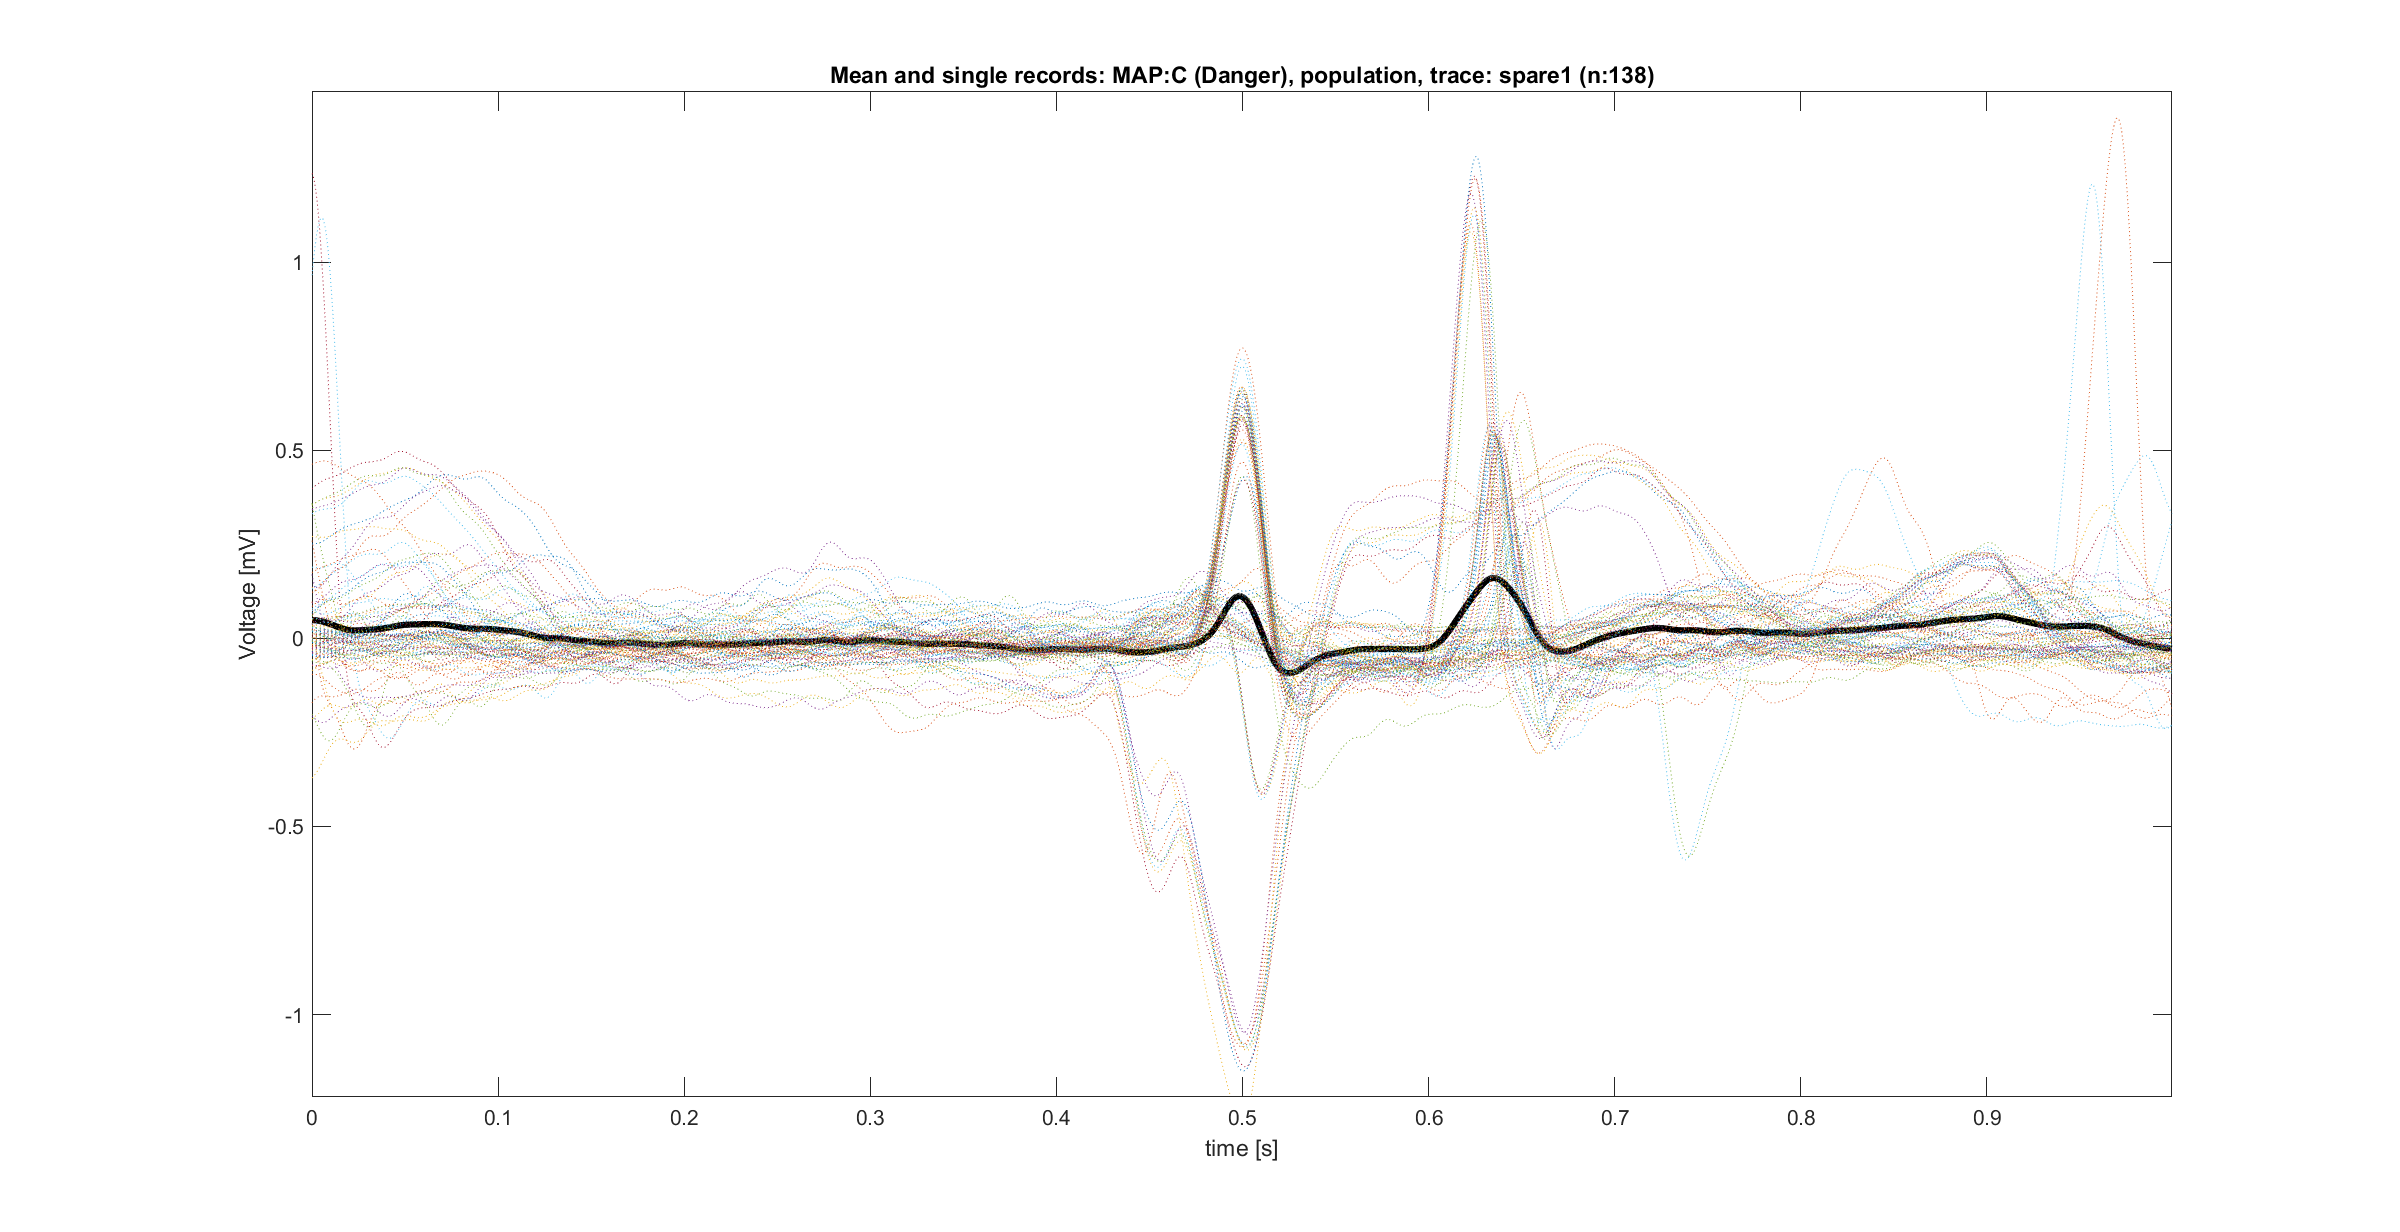 Mean and single records: MAP:C (Danger), population, trace: spare1 (n:138)
Voltage [mV]
1
0.5
0
-0.5
-1
0 0.1 0.2 0.3 0.4 0.5 0.6 0.7 0.8 0.9
time [s]